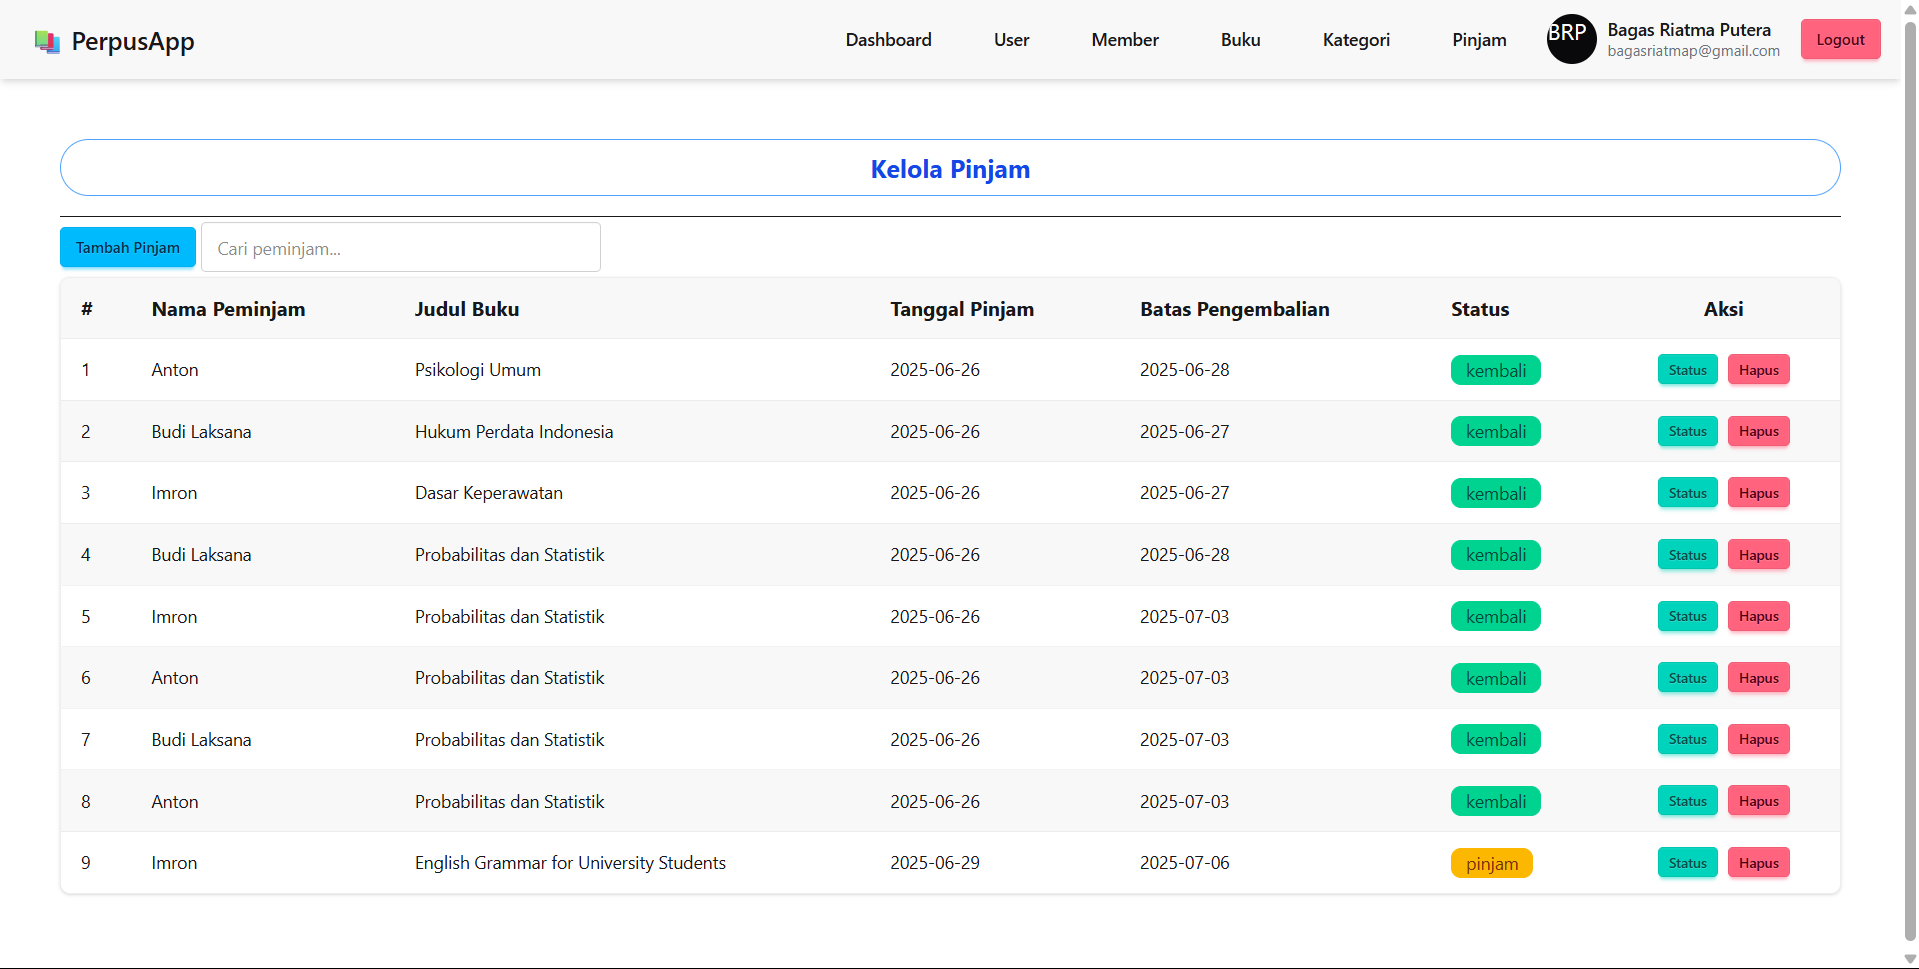 PerpusApp Dashboard User Member Buku Kategori Pinjam BRP Bagas Riatma Putera Logout
bagasriatmap@gmail.com
Kelola Pinjam
Tambah Pinjam Cari peminjam...
# Nama Peminjam Judul Buku Tanggal Pinjam Batas Pengembalian Status Aksi
1 Anton Psikologi Umum 2025-06-26 2025-06-28 kembali Status Hapus
2 Budi Laksana Hukum Perdata Indonesia 2025-06-26 2025-06-27 kembali Status Hapus
3 Imron Dasar Keperawatan 2025-06-26 2025-06-27 kembali Status Hapus
4 Budi Laksana Probabilitas dan Statistik 2025-06-26 2025-06-28 kembali Status Hapus
5 Imron Probabilitas dan Statistik 2025-06-26 2025-07-03 kembali Status Hapus
6 Anton Probabilitas dan Statistik 2025-06-26 2025-07-03 kembali Status Hapus
7 Budi Laksana Probabilitas dan Statistik 2025-06-26 2025-07-03 kembali Status Hapus
8 Anton Probabilitas dan Statistik 2025-06-26 2025-07-03 kembali Status Hapus
9 Imron English Grammar for University Students 2025-06-29 2025-07-06 pinjam Status Hapus